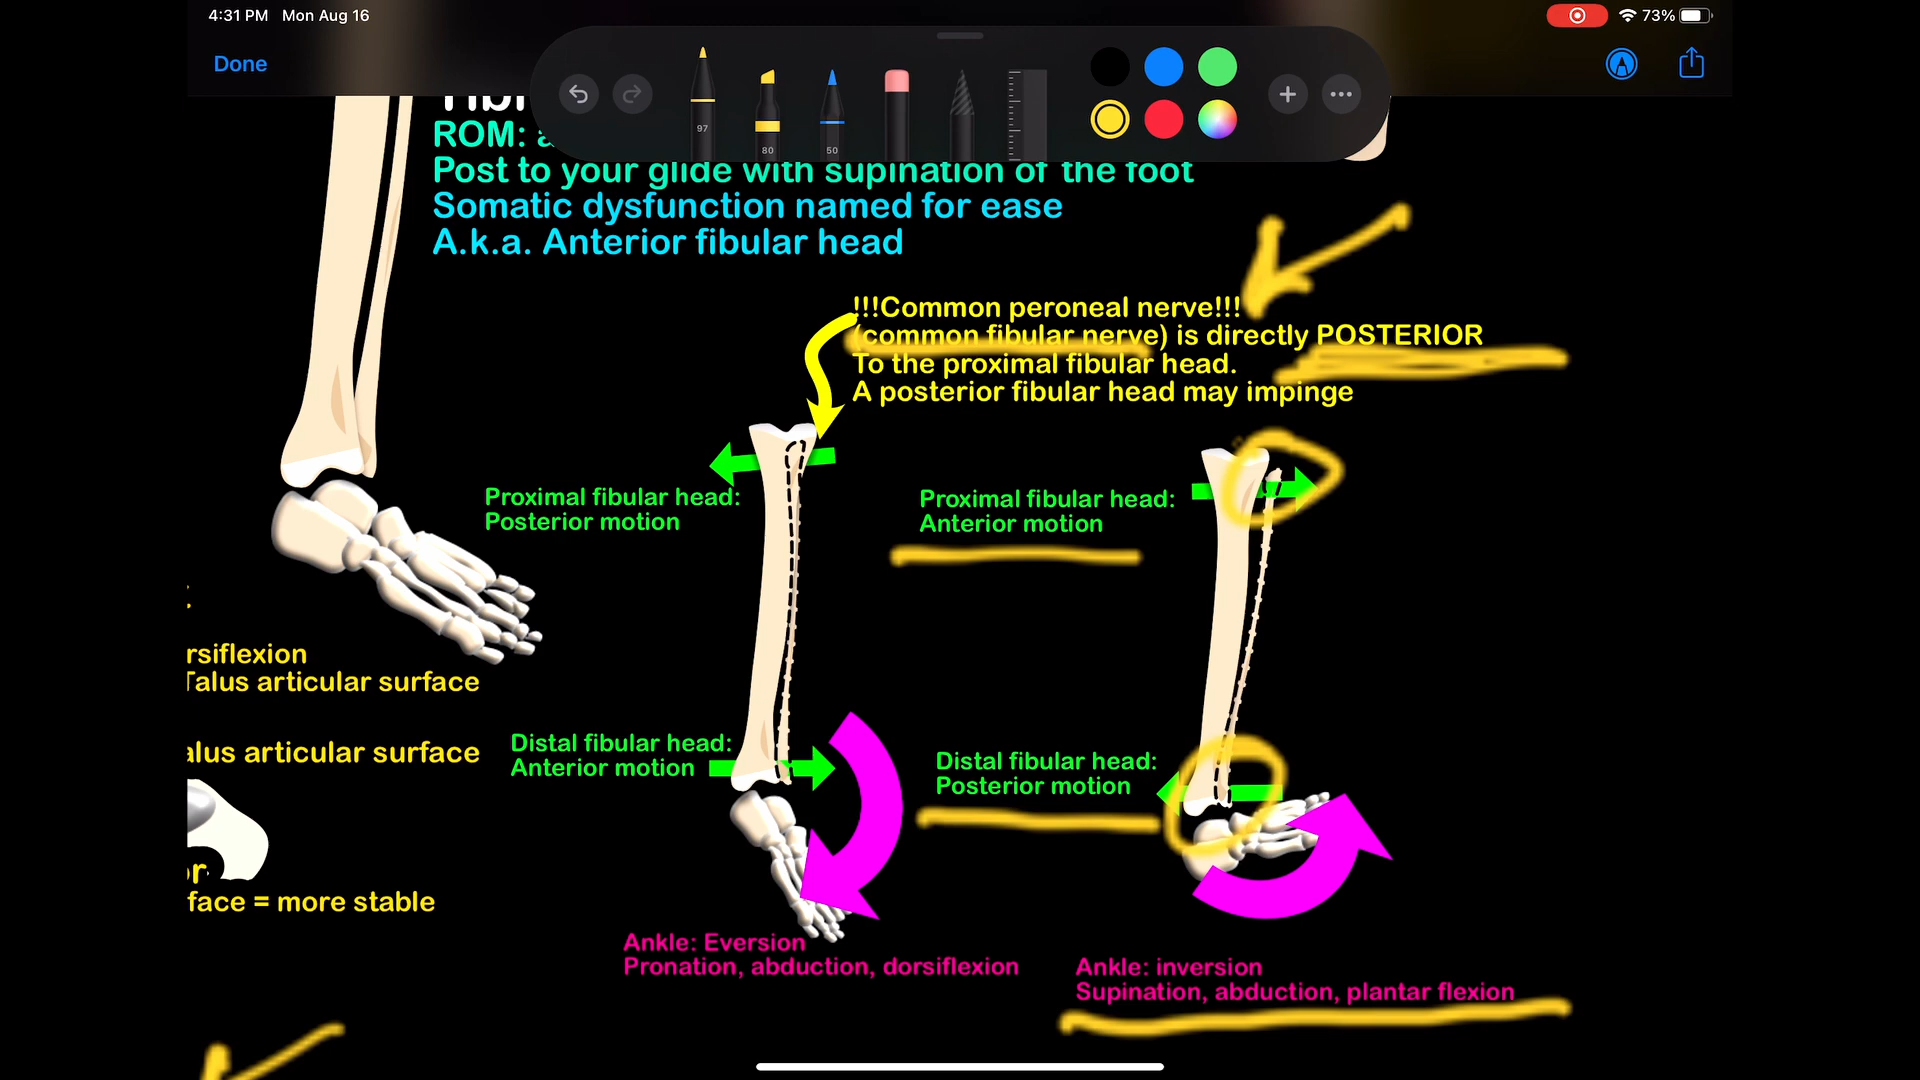 4:31 PM Mon Aug 16
73%
Done
97
80
50
ROM:
Post to your glide with supination of the foot
Somatic dysfunction named for ease
A.k.a. Anterior fibular head
!!!Common peroneal nerve!!!
(common fibular nerve) is directly POSTERIOR
To the proximal fibular head.
A posterior fibular head may impinge
Proximal fibular head:
Posterior motion
Proximal fibular head:
Anterior motion
rsiflexion
Talus articular surface
alus articular surface
Distal fibular head:
Anterior motion
Distal fibular head:
Posterior motion
or
face = more stable
Ankle: Eversion
Pronation, abduction, dorsiflexion
Ankle: inversion
Supination, abduction, plantar flexion